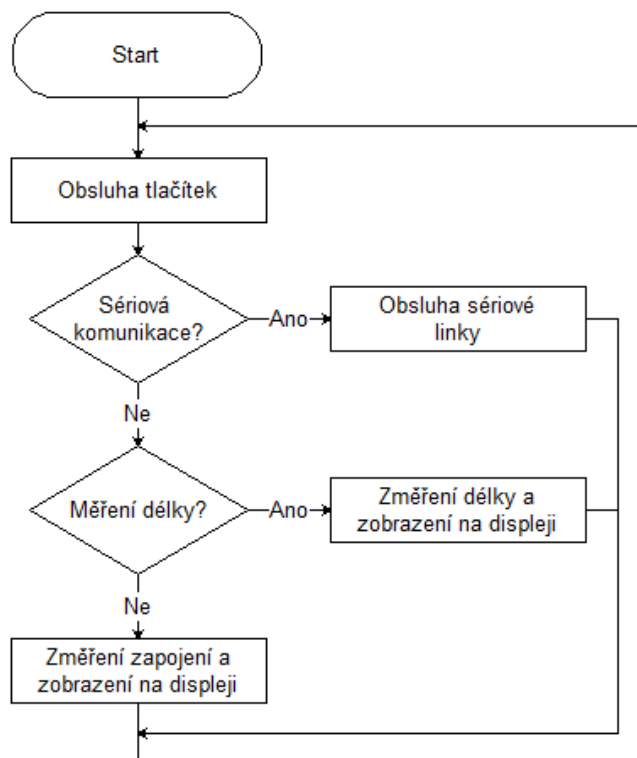 Start
Obsluha tlačítek
Sériová
komunikace?
Ano
Obsluha sériové
linky
Ne
Měření délky?
Ano
Změření délky a
zobrazení na displeji
Ne
Změření zapojení a
zobrazení na displeji